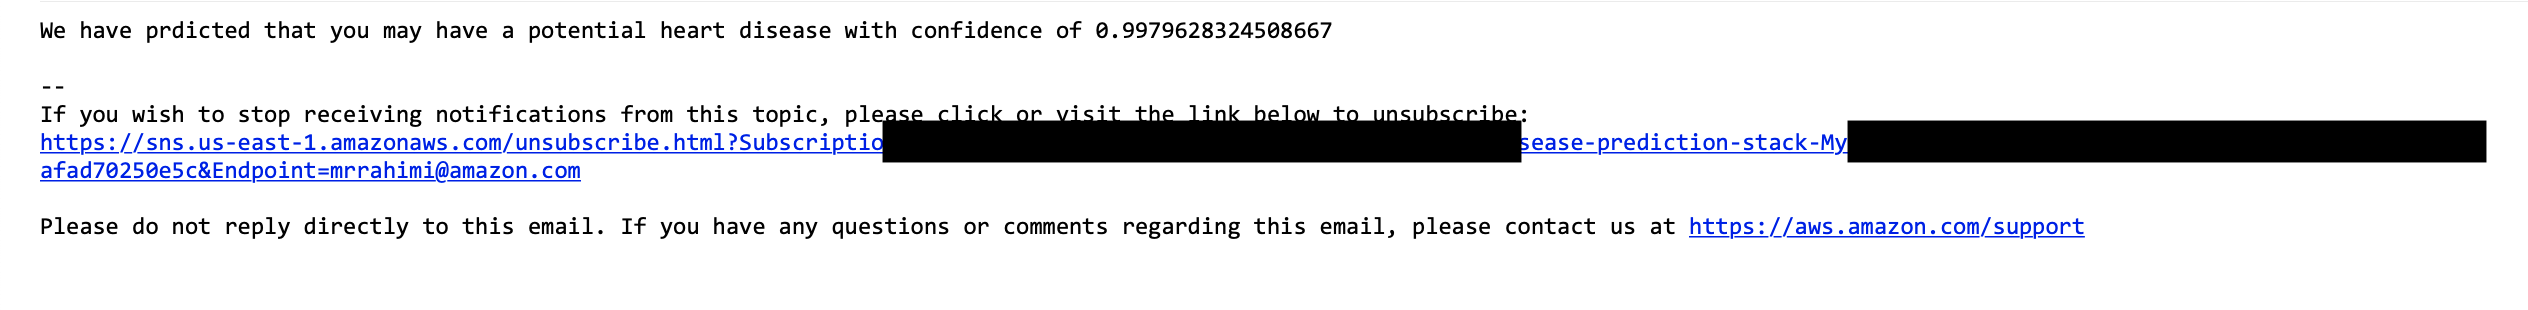 We have prdicted that you may have a potential heart disease with confidence of 0.9979628324508667
--
If you wish to stop receiving notifications from this topic, please click or visit the link below to unsubscribe:
https://sns.us-east-1.amazonaws.com/unsubscribe.html?Subscriptio sease-prediction-stack-My
afad70250e5c&Endpoint=mrrahimi@amazon.com
Please do not reply directly to this email. If you have any questions or comments regarding this email, please contact us at https://aws.amazon.com/support